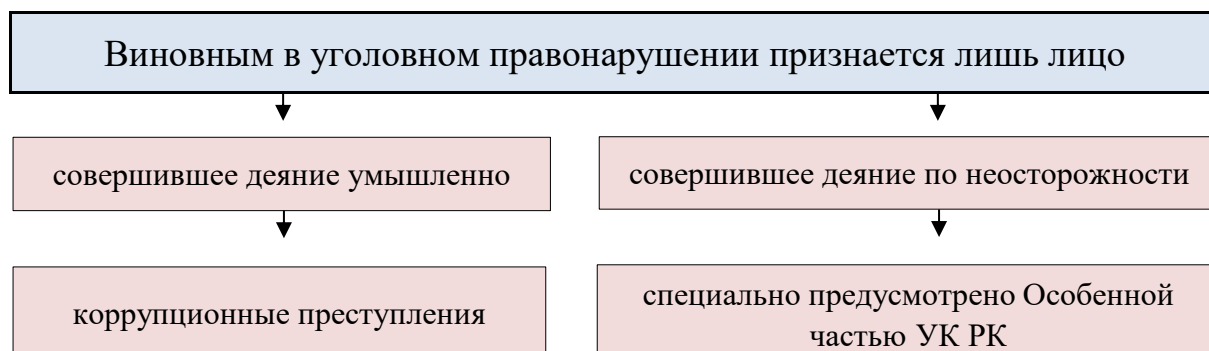 Виновным в уголовном правонарушении признается лишь лицо
совершившее деяние умышленно
совершившее деяние по неосторожности
коррупционные преступления
специально предусмотрено Особенной
частью УК РК